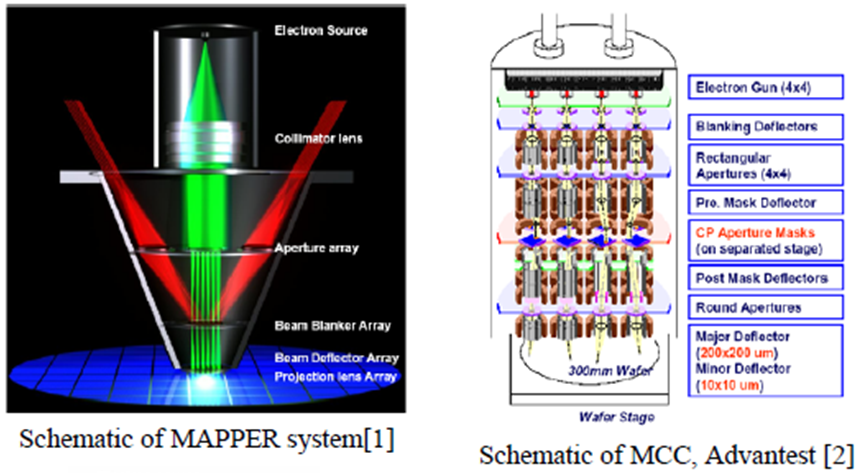 Electron Source
Collimator lens
Aperture array
Beam Blanker Array
Beam Deflector Array
Projection lens Array
Schematic of MAPPER system[1]
Electron Gun (4x4)
Blanking Deflectors
Rectangular
Apertures (4x4)
Pre. Mask Deflector
CP Aperture Masks
(on separated stage)
Post Mask Deflectors
Round Apertures
Major Deflector
(200x200 um)
Minor Deflector
(10x10 um)
300mm Wafer
Wafer Stage
Schematic of MCC, Advantest [2]